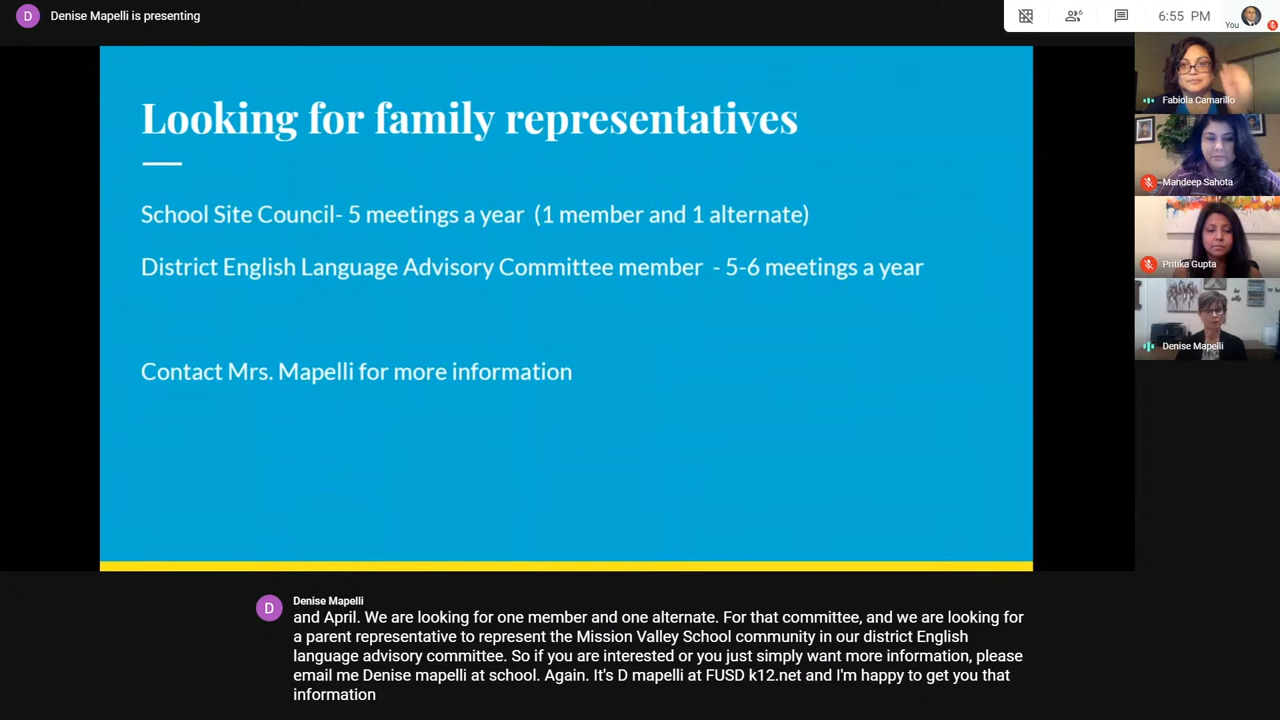 D
Denise Mapelli is presenting
6
6:55 PM
You
Fabiola Camarillo
Mandeep Sahota
Pritika Gupta
Denise Mapelli
Looking for family representatives
School Site Council- 5 meetings a year (1 member and 1 alternate)
District English Language Advisory Committee member - 5-6 meetings a year
Contact Mrs. Mapelli for more information
D
Denise Mapelli
and April. We are looking for one member and one alternate. For that committee, and we are looking for
a parent representative to represent the Mission Valley School community in our district English
language advisory committee. So if you are interested or you just simply want more information, please
email me Denise mapelli at school. Again. It's D mapelli at FUSD k12.net and I'm happy to get you that
information